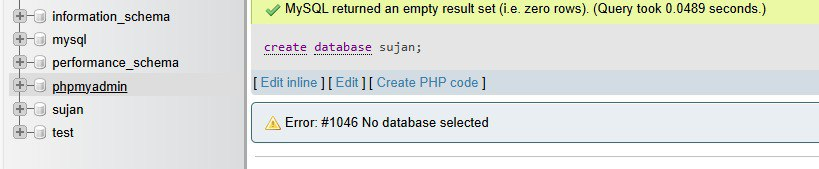 information_schema
mysql
performance_schema
phpmyadmin
sujan
test
MySQL returned an empty result set (i.e. zero rows). (Query took 0.0489 seconds.)
create database sujan;
[ Edit inline ] [ Edit ] [ Create PHP code ]
Error: #1046 No database selected